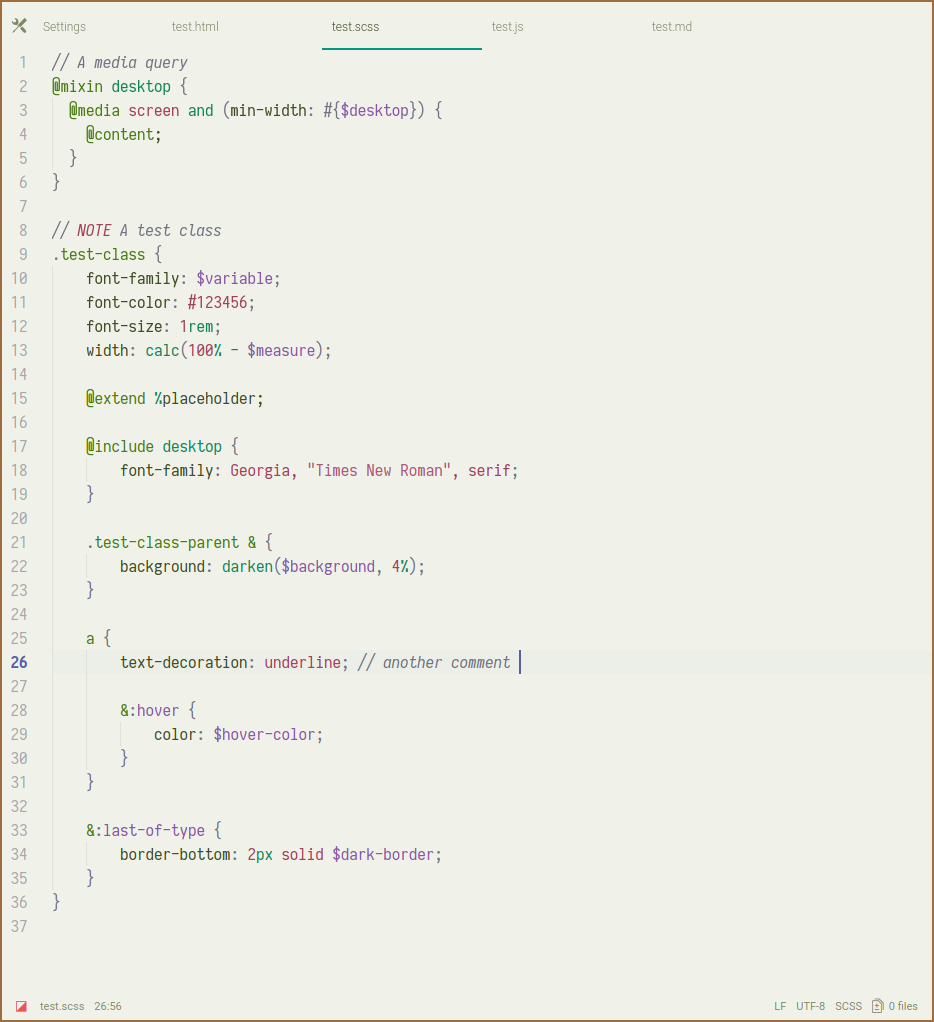 Settings test.html test.scss test.js test.md
1 // A media query
2 @mixin desktop {
3   @media screen and (min-width: #{$desktop}) {
4     @content;
5   }
6 }
7
8 // NOTE A test class
9 .test-class {
10     font-family: $variable;
11     font-color: #123456;
12     font-size: 1rem;
13     width: calc(100% - $measure);
14
15     @extend %placeholder;
16
17     @include desktop {
18         font-family: Georgia, "Times New Roman", serif;
19     }
20
21     .test-class-parent & {
22         background: darken($background, 4%);
23     }
24
25     a {
26         text-decoration: underline; // another comment
27
28         &:hover {
29             color: $hover-color;
30         }
31     }
32
33     &:last-of-type {
34         border-bottom: 2px solid $dark-border;
35     }
36 }
37
test.scss 26:56 LF UTF-8 SCSS 0 files